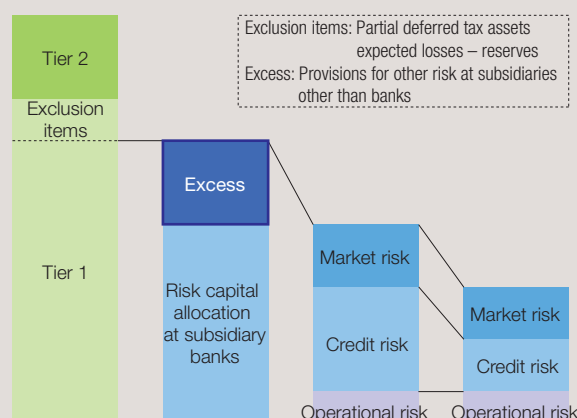 Exclusion items: Partial deferred tax assets
expected losses – reserves
Excess: Provisions for other risk at subsidiaries
other than banks
Tier 2
Exclusion
items
Tier 1
Excess
Risk capital
allocation
at subsidiary
banks
Market risk
Credit risk
Operational risk
Market risk
Credit risk
Operational risk